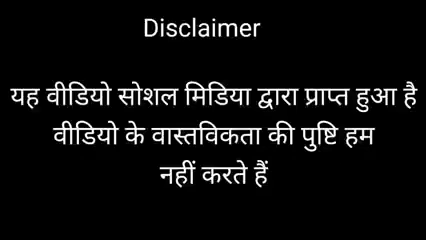 Disclaimer
यह वीडियो सोशल मिडिया द्वारा प्राप्त हुआ है
वीडियो के वास्तविकता की पुष्टि हम
नहीं करते हैं